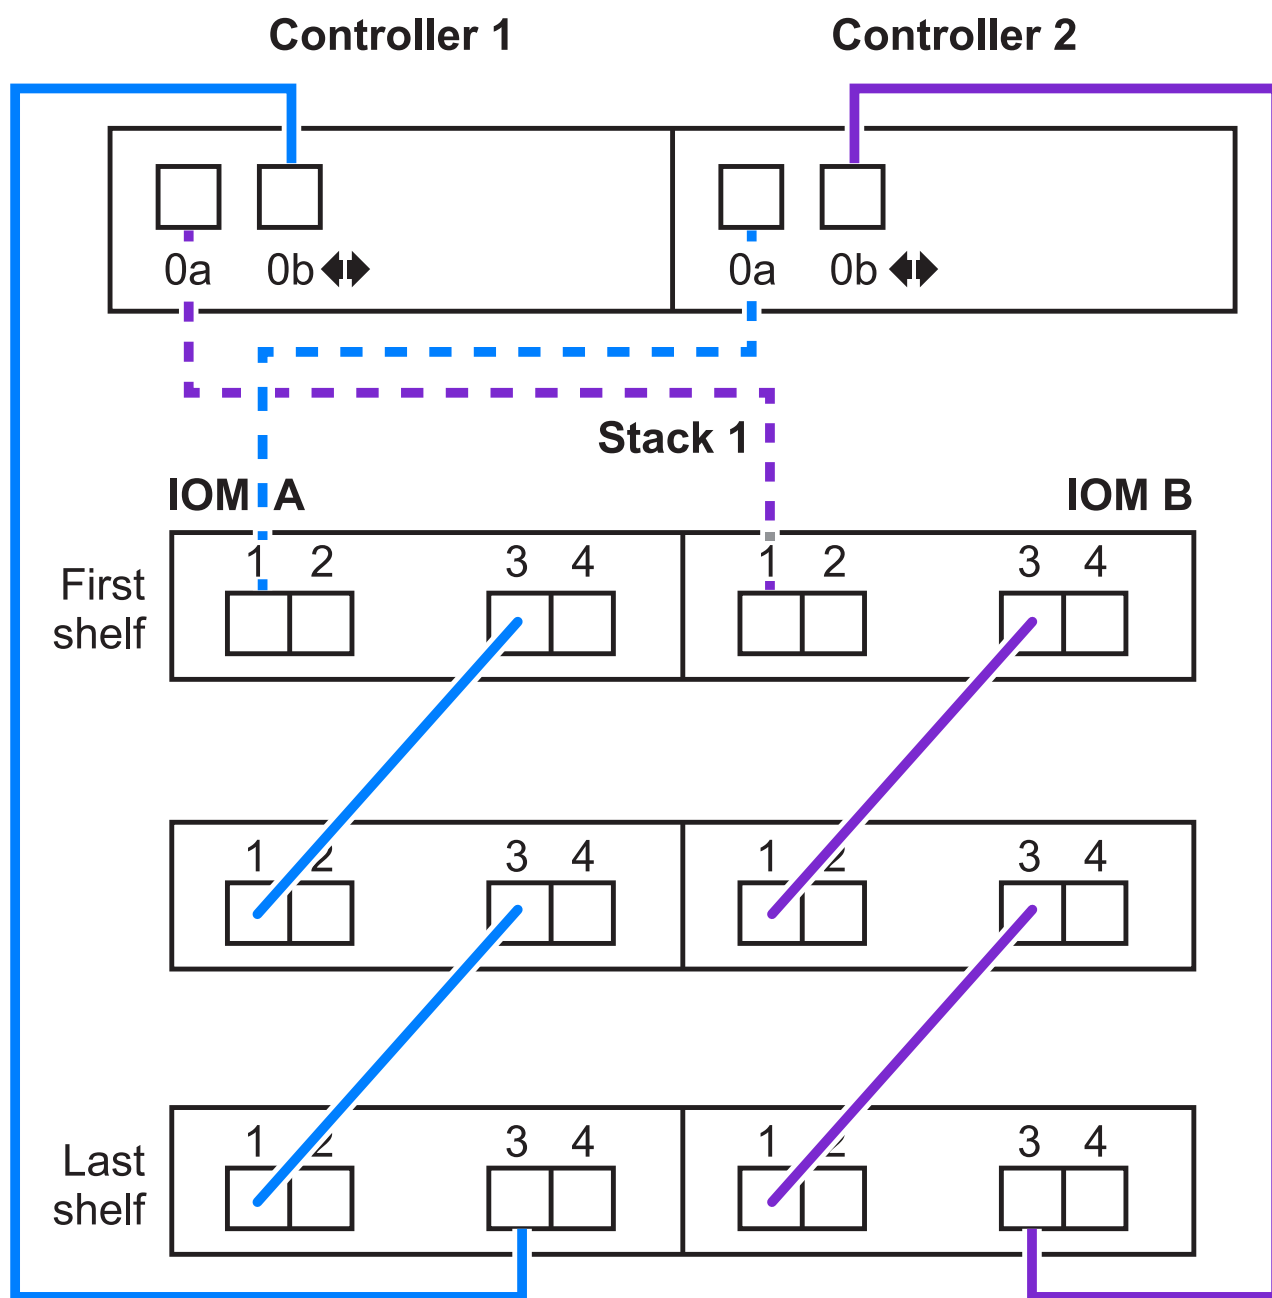 Controller 1 Controller 2
0a 0b 0a 0b
Stack 1
IOM A IOM B
First
shelf
1 2 3 4 1 2 3 4
1 2 3 4 1 2 3 4
Last
shelf
1 2 3 4 1 2 3 4